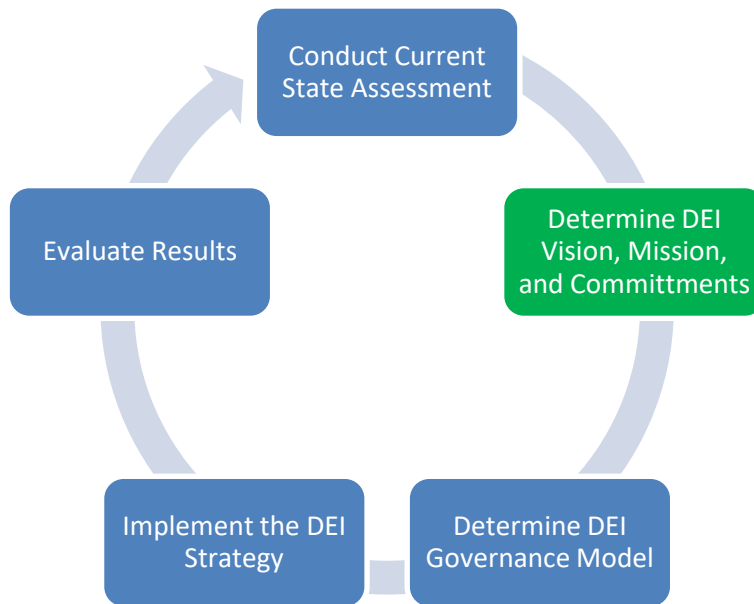 Conduct Current
State Assessment
Determine DEI
Vision, Mission,
and Committments
Determine DEI
Governance Model
Implement the DEI
Strategy
Evaluate Results